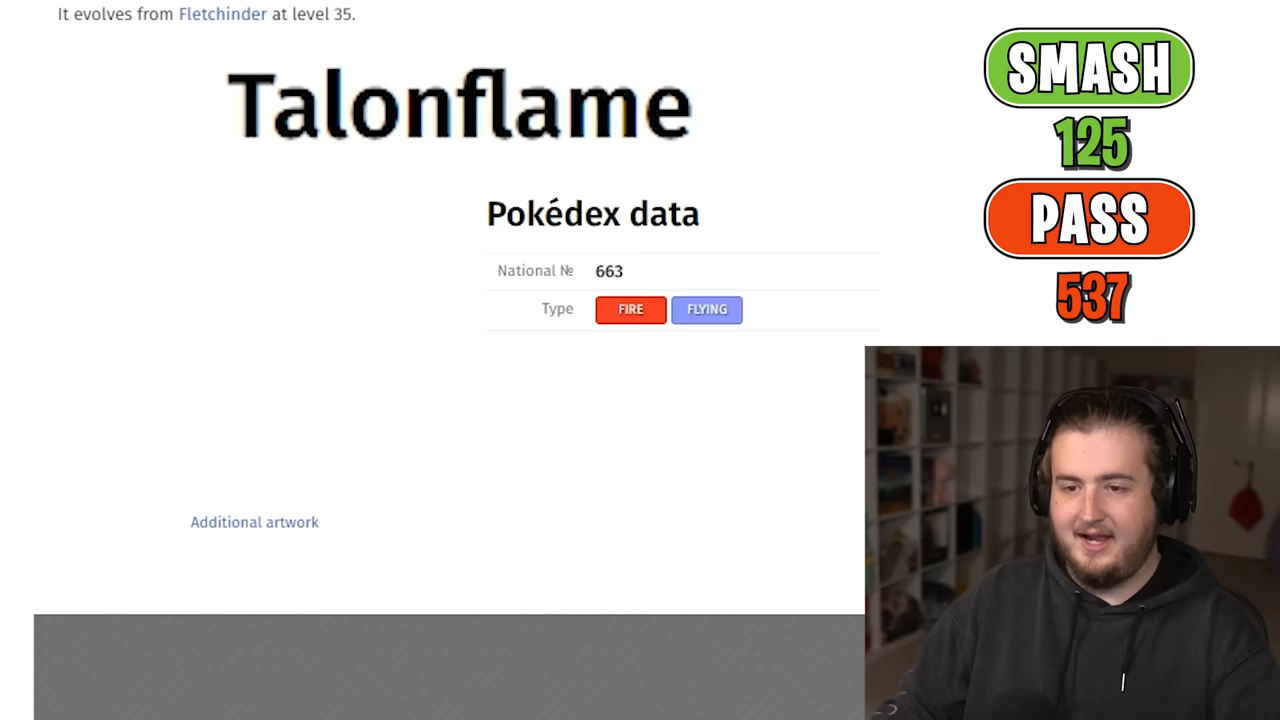 It evolves from Fletchinder at level 35.
Talonflame
Pokédex data
National № 663
Type FIRE FLYING
Additional artwork
SMASH
125
PASS
537